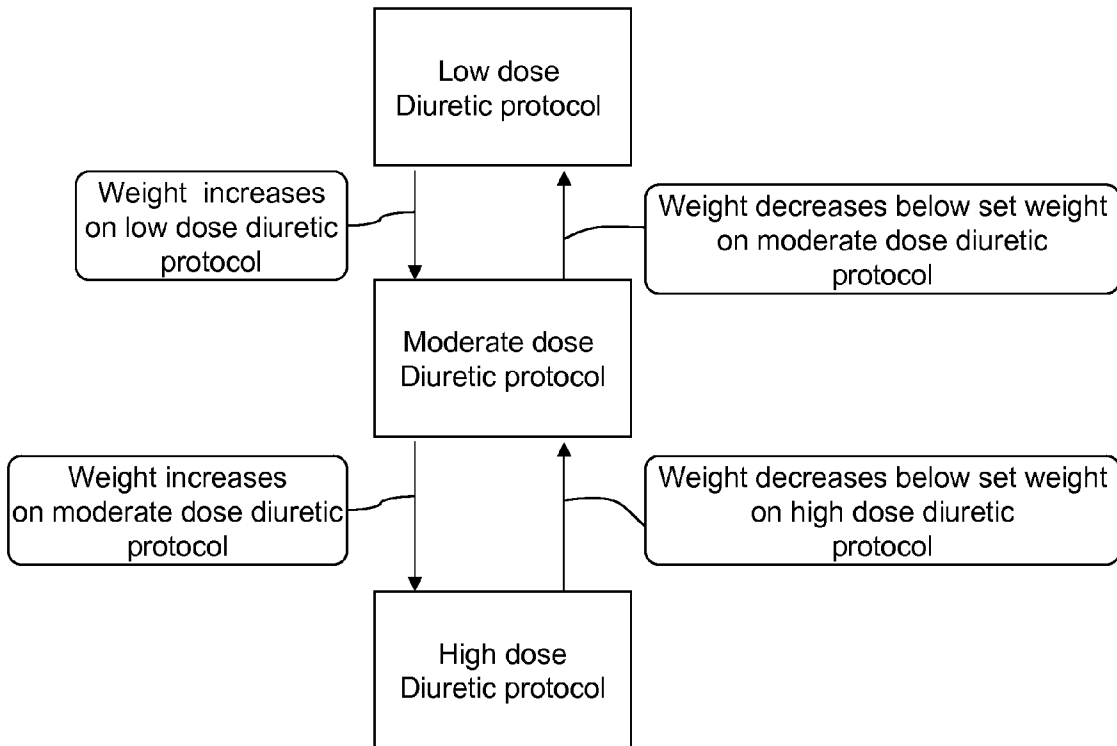 Low dose
Diuretic protocol
Weight increases
on low dose diuretic
protocol
Weight decreases below set weight
on moderate dose diuretic
protocol
Moderate dose
Diuretic protocol
Weight increases
on moderate dose diuretic
protocol
Weight decreases below set weight
on high dose diuretic
protocol
High dose
Diuretic protocol